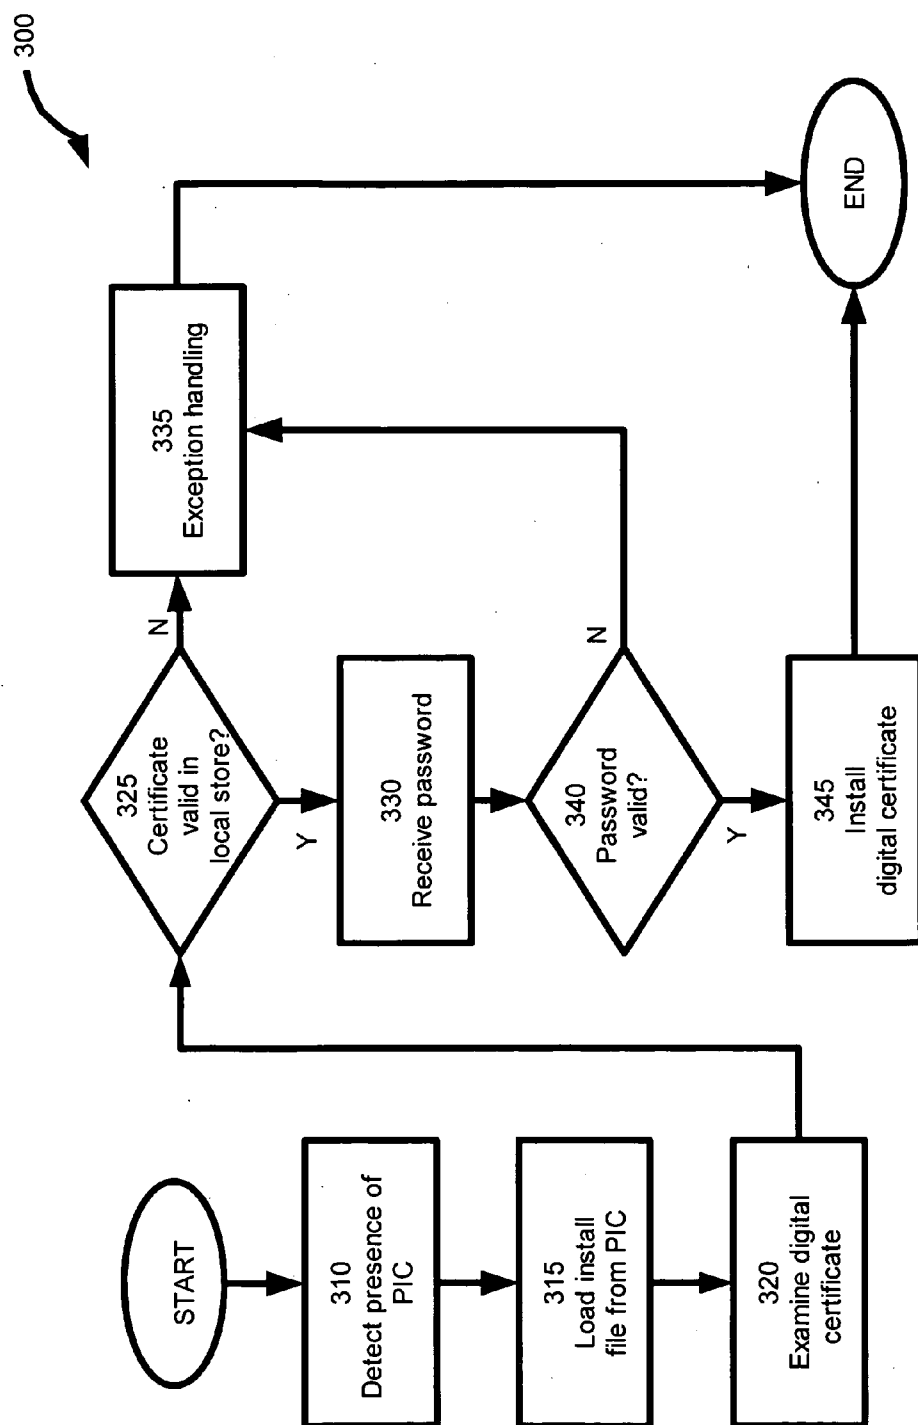 300
START
310
Detect presence of
PIC
315
Load install
file from PIC
320
Examine digital
certificate
325
Certificate
valid in
local store?
N
Y
330
Receive password
335
Exception handling
340
Password
valid?
N
Y
345
Install
digital certificate
END